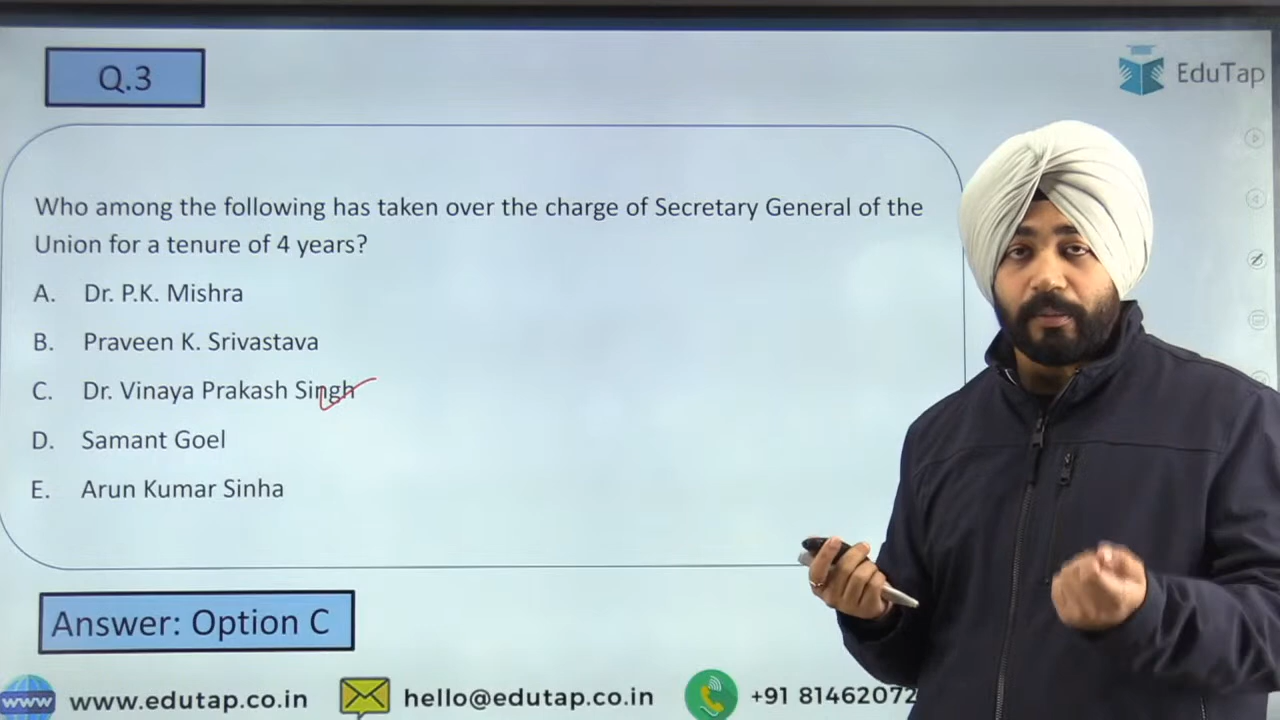 Q.3
EduTap
Who among the following has taken over the charge of Secretary General of the
Union for a tenure of 4 years?
A. Dr. P.K. Mishra
B. Praveen K. Srivastava
C. Dr. Vinaya Prakash Singh
D. Samant Goel
E. Arun Kumar Sinha
Answer: Option C
www www.edutap.co.in hello@edutap.co.in +91 81462072